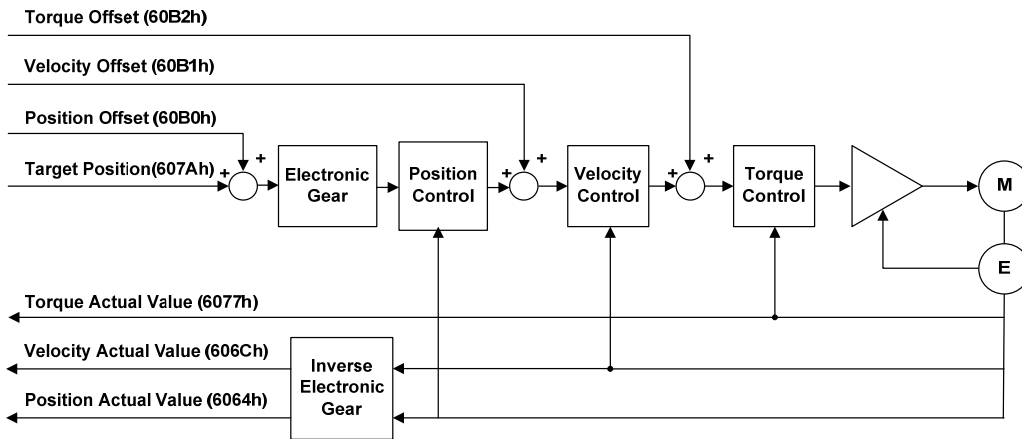 Torque Offset (60B2h)
Velocity Offset (60B1h)
Position Offset (60B0h)
+
Target Position(607Ah)
+
Electronic
Gear
Position
Control
+
+
Velocity
Control
+
+
Torque
Control
M
E
Torque Actual Value (6077h)
Velocity Actual Value (606Ch)
Position Actual Value (6064h)
Inverse
Electronic
Gear